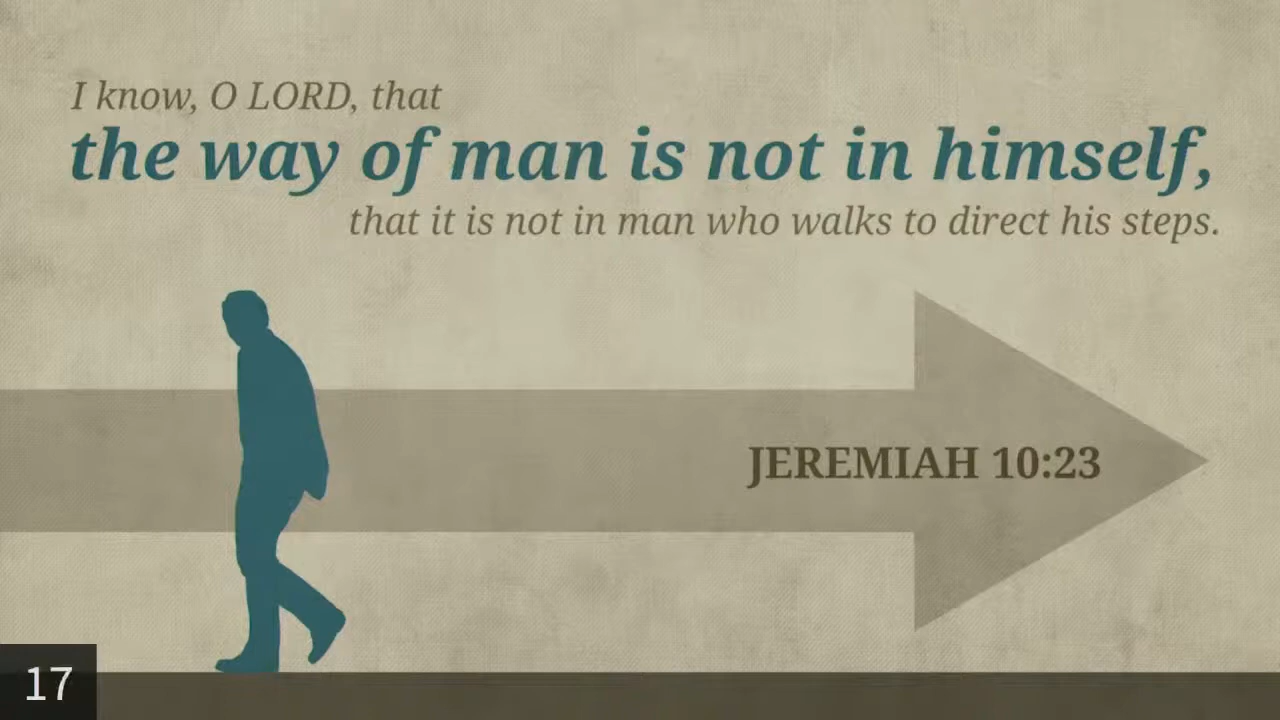 I know, O LORD, that
the way of man is not in himself,
that it is not in man who walks to direct his steps.
JEREMIAH 10:23
17